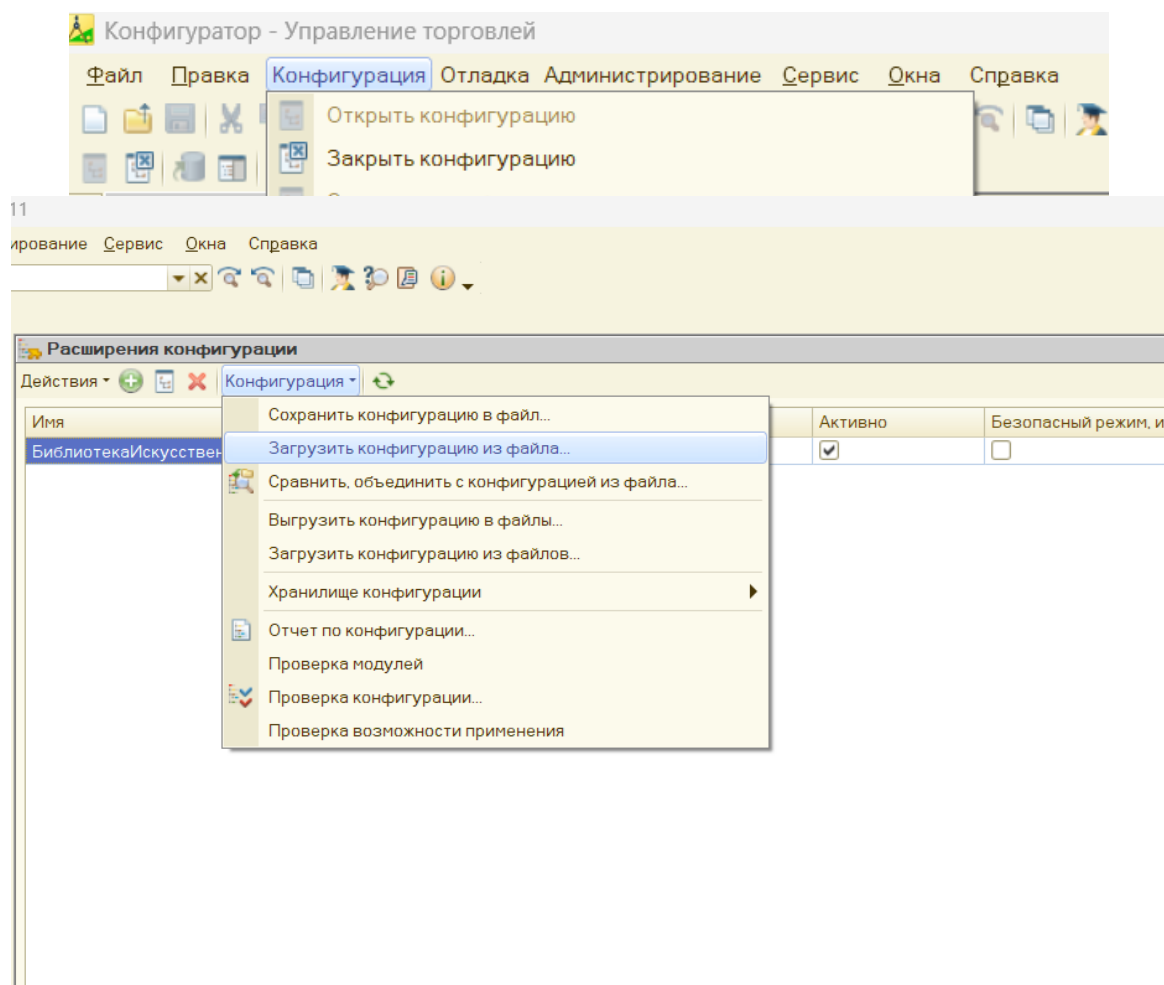 Конфигуратор - Управление торговлей
Файл Правка Конфигурация Отладка Администрирование Сервис Окна Справка
Открыть конфигурацию
Закрыть конфигурацию
11
ирование Сервис Окна Справка
Расширения конфигурации
Действия Конфигурация
Имя Активно Безопасный режим, и
БиблиотекаИскусствен
Сохранить конфигурацию в файл...
Загрузить конфигурацию из файла...
Сравнить, объединить с конфигурацией из файла...
Выгрузить конфигурацию в файлы...
Загрузить конфигурацию из файлов...
Хранилище конфигурации
Отчет по конфигурации...
Проверка модулей
Проверка конфигурации...
Проверка возможности применения